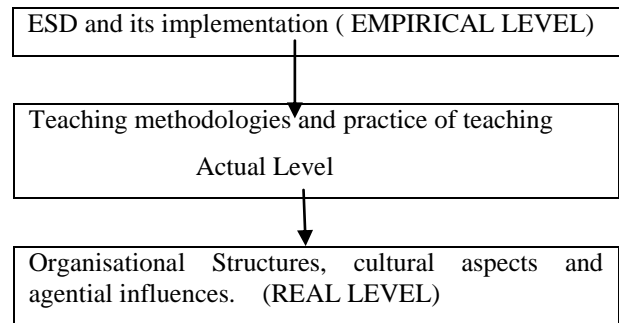 ESD and its implementation ( EMPIRICAL LEVEL)
Teaching methodologies and practice of teaching
Actual Level
Organisational Structures, cultural aspects and
agential influences. (REAL LEVEL)